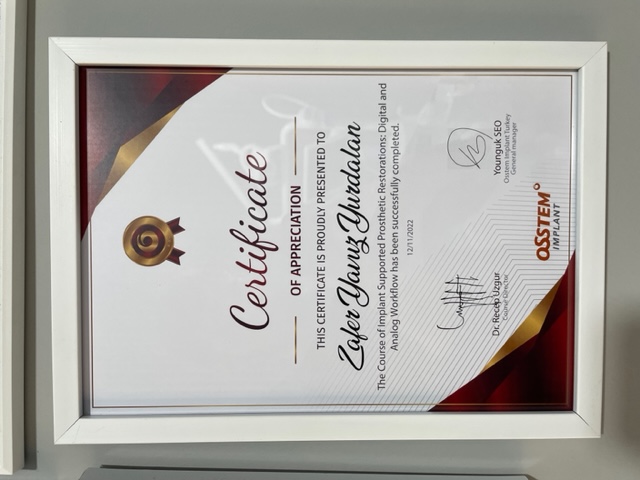 Certificate
OF APPRECIATION
THIS CERTIFICATE IS PROUDLY PRESENTED TO
Zafer Yavuz Yurdalan
The Course of Implant Supported Prosthetic Restorations: Digital and
Analog Workflow has been successfully completed.
12/11/2022
Dr. Recep Uzgur
Course Director
Younguk SEO
Osstem Implant Turkey
General manager
OSSTEM
IMPLANT